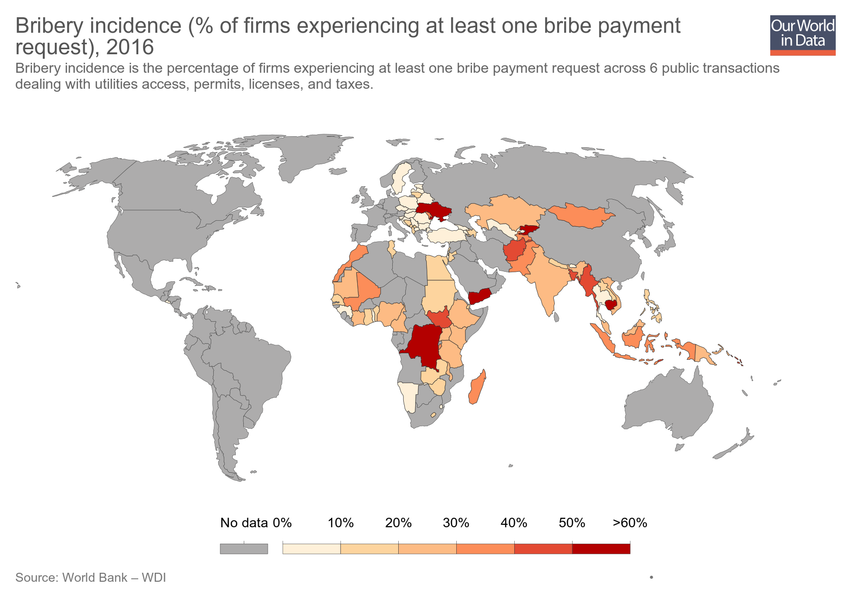 Bribery incidence (% of firms experiencing at least one bribe payment
request), 2016
Our World
in Data
Bribery incidence is the percentage of firms experiencing at least one bribe payment request across 6 public transactions
dealing with utilities access, permits, licenses, and taxes.
No data 0% 10% 20% 30% 40% 50% >60%
Source: World Bank – WDI